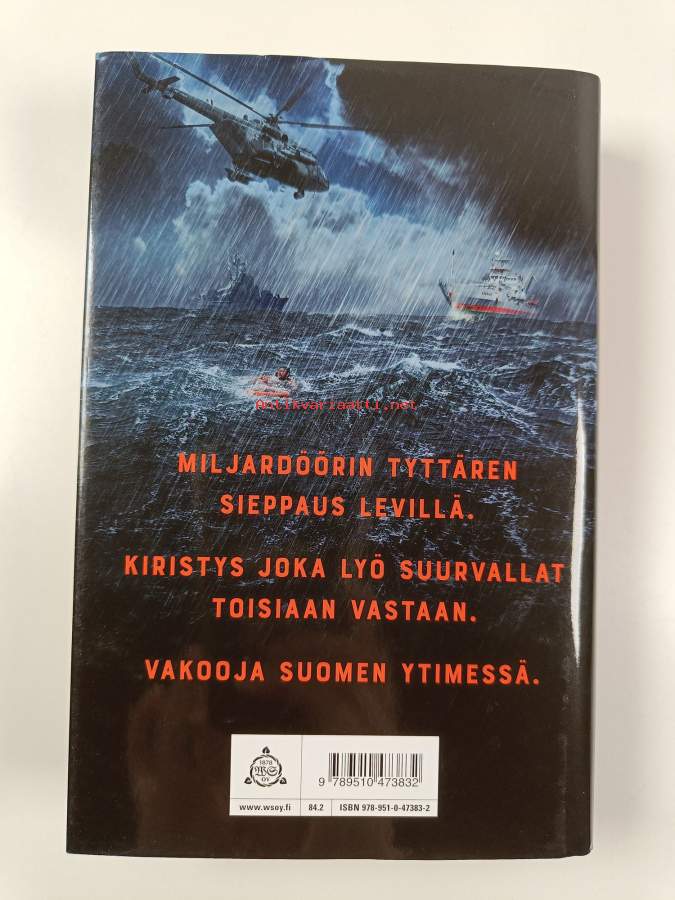 Antikvariaatti.net
MILJARDÖÖRIN TYTTÄREN
SIEPPAUS LEVILLÄ.
KIRISTYS JOKA LYÖ SUURVALLAT
TOISIAAN VASTAAN.
VAKOOJA SUOMEN YTIMESSÄ.
1878
WS
OY
9 789510 473832
www.wsoy.fi 84.2 ISBN 978-951-0-47383-2